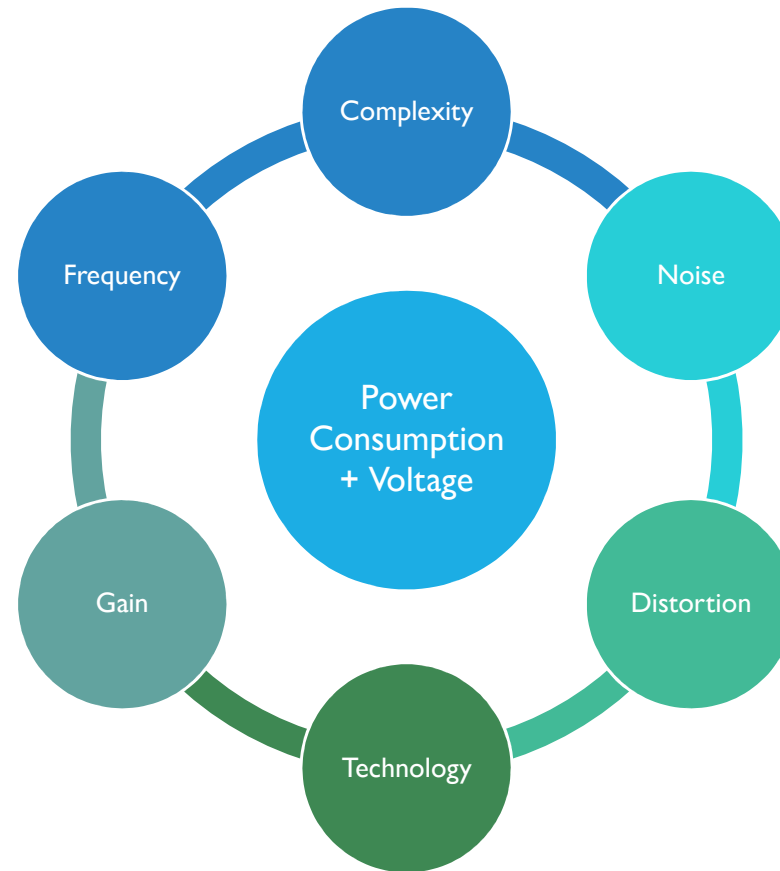 Complexity
Frequency
Noise
Power
Consumption
+ Voltage
Gain
Distortion
Technology